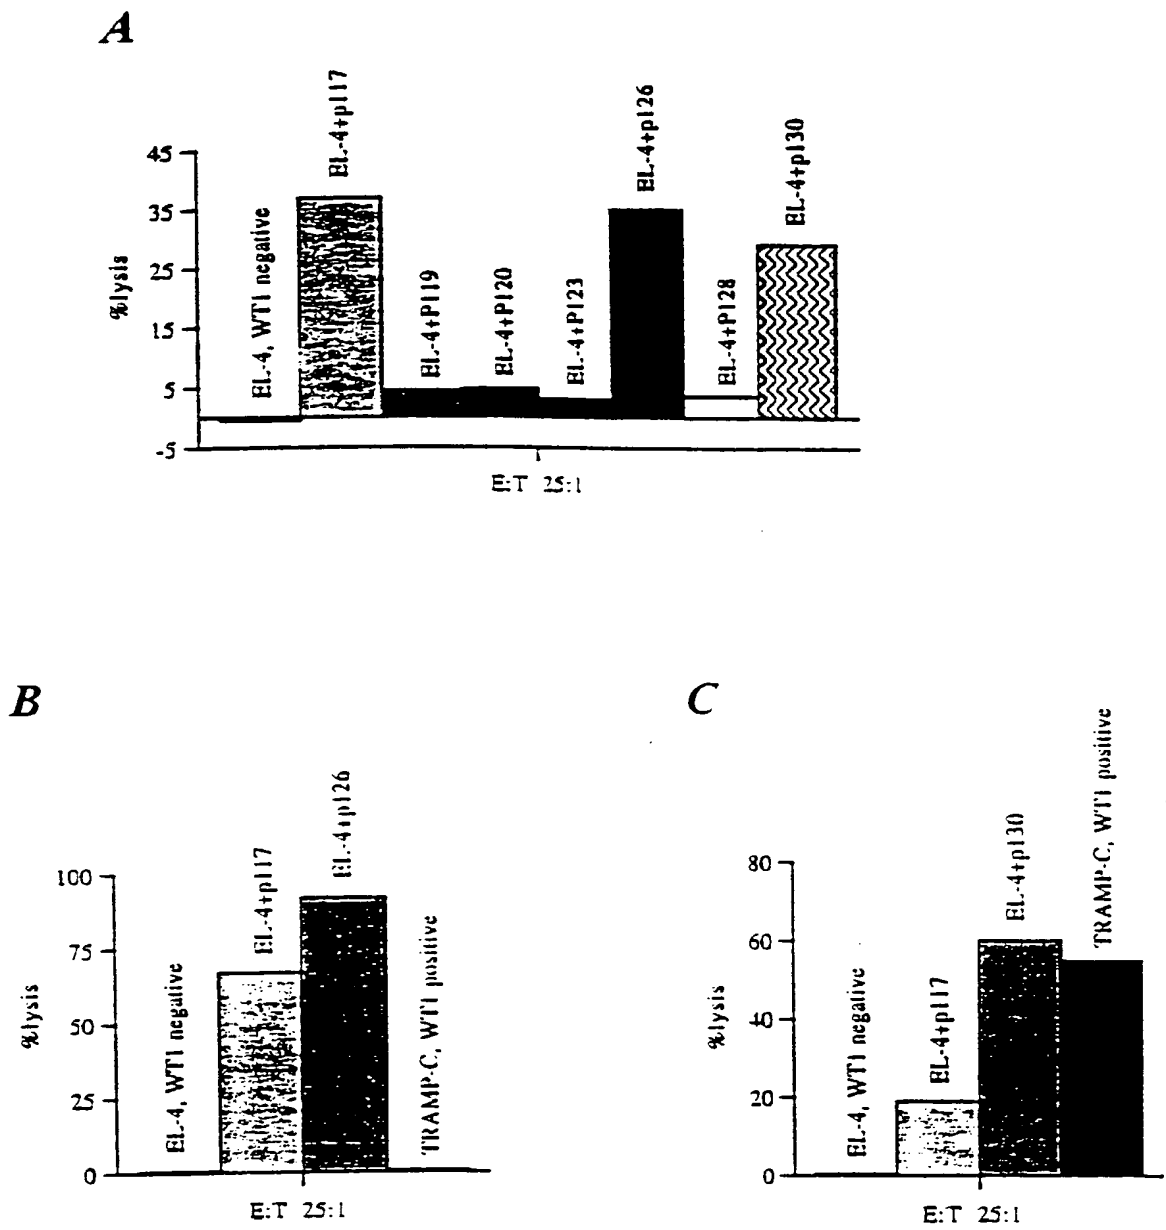 A
%lysis
45
35
25
15
5
-5
EL-4, WT1 negative
EL-4+p117
EL-4+P119
EL-4+P120
EL-4+P123
EL-4+p126
EL-4+P128
EL-4+p130
E:T 25:1
B
%lysis
100
75
50
25
0
EL-4, WT1 negative
EL-4+p117
EL-4+p126
TRAMP-C, WT1 positive
E:T 25:1
C
%lysis
80
60
40
20
0
EL-4, WT1 negative
EL-4+p117
EL-4+p130
TRAMP-C, WT1 positive
E:T 25:1